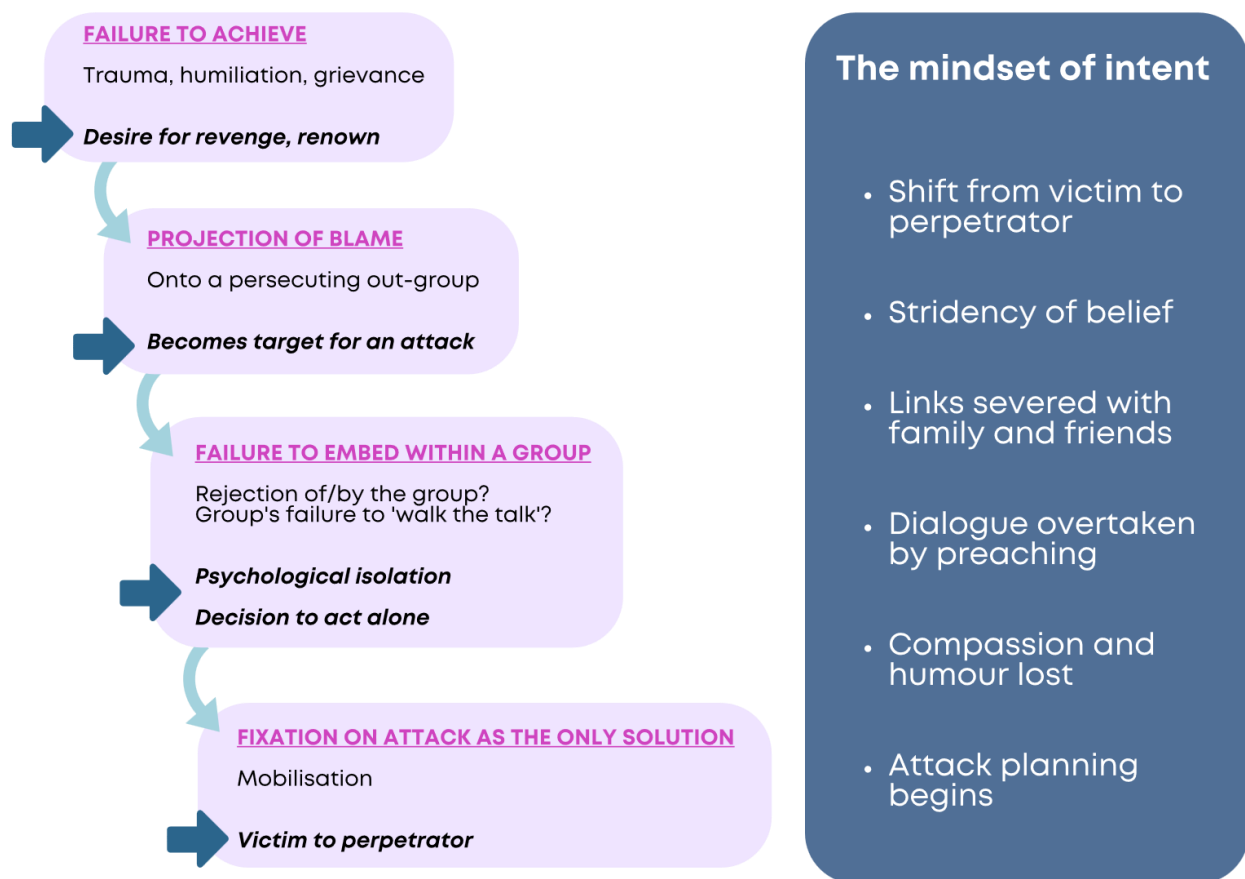 FAILURE TO ACHIEVE
Trauma, humiliation, grievance
Desire for revenge, renown
PROJECTION OF BLAME
Onto a persecuting out-group
Becomes target for an attack
FAILURE TO EMBED WITHIN A GROUP
Rejection of/by the group?
Group's failure to 'walk the talk'?
Psychological isolation
Decision to act alone
FIXATION ON ATTACK AS THE ONLY SOLUTION
Mobilisation
Victim to perpetrator
The mindset of intent
• Shift from victim to
perpetrator
• Stridency of belief
• Links severed with
family and friends
• Dialogue overtaken
by preaching
• Compassion and
humour lost
• Attack planning
begins